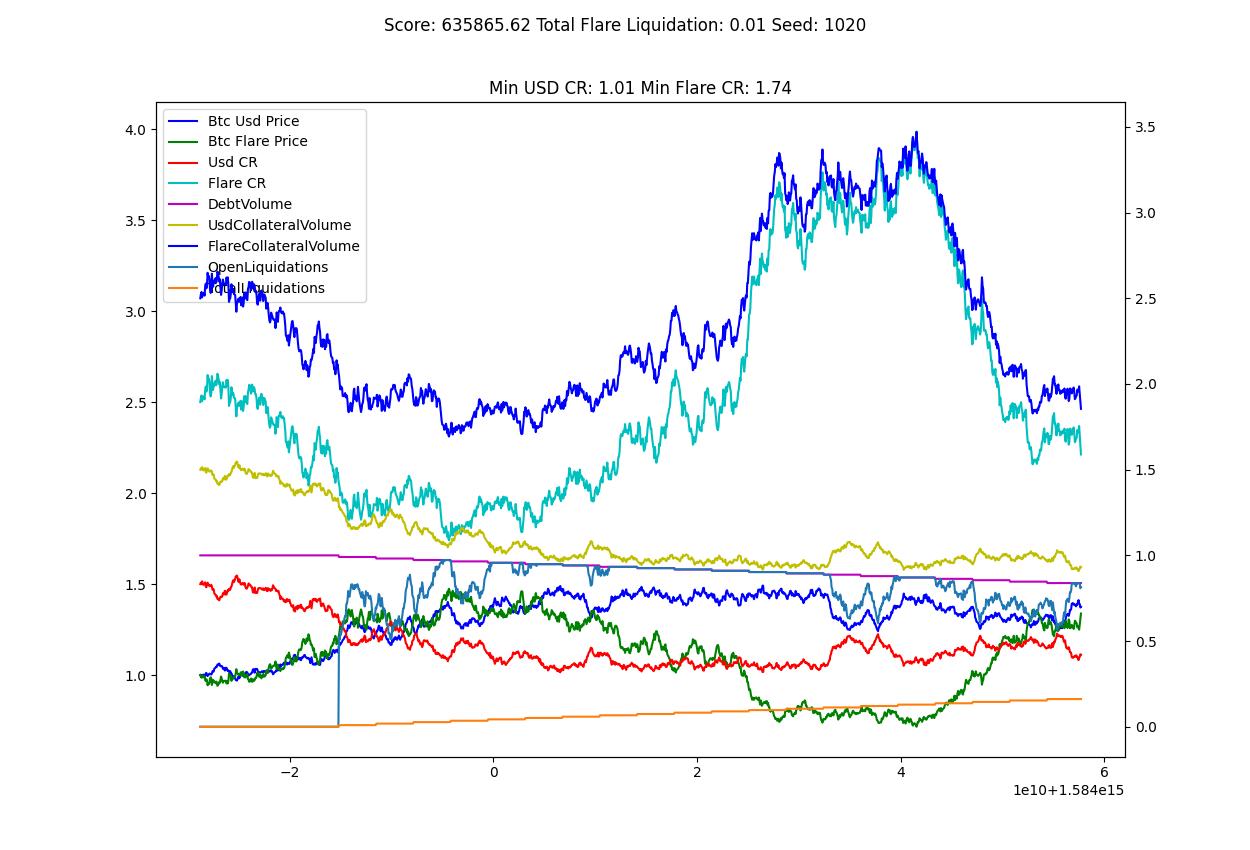 Score: 635865.62 Total Flare Liquidation: 0.01 Seed: 1020
Min USD CR: 1.01 Min Flare CR: 1.74
Btc Usd Price
Btc Flare Price
Usd CR
Flare CR
DebtVolume
UsdCollateralVolume
FlareCollateralVolume
OpenLiquidations
TotalLiquidations
4.0
3.5
3.0
2.5
2.0
1.5
1.0
3.5
3.0
2.5
2.0
1.5
1.0
0.5
0.0
−2
0
2
4
6
1e10+1.584e15